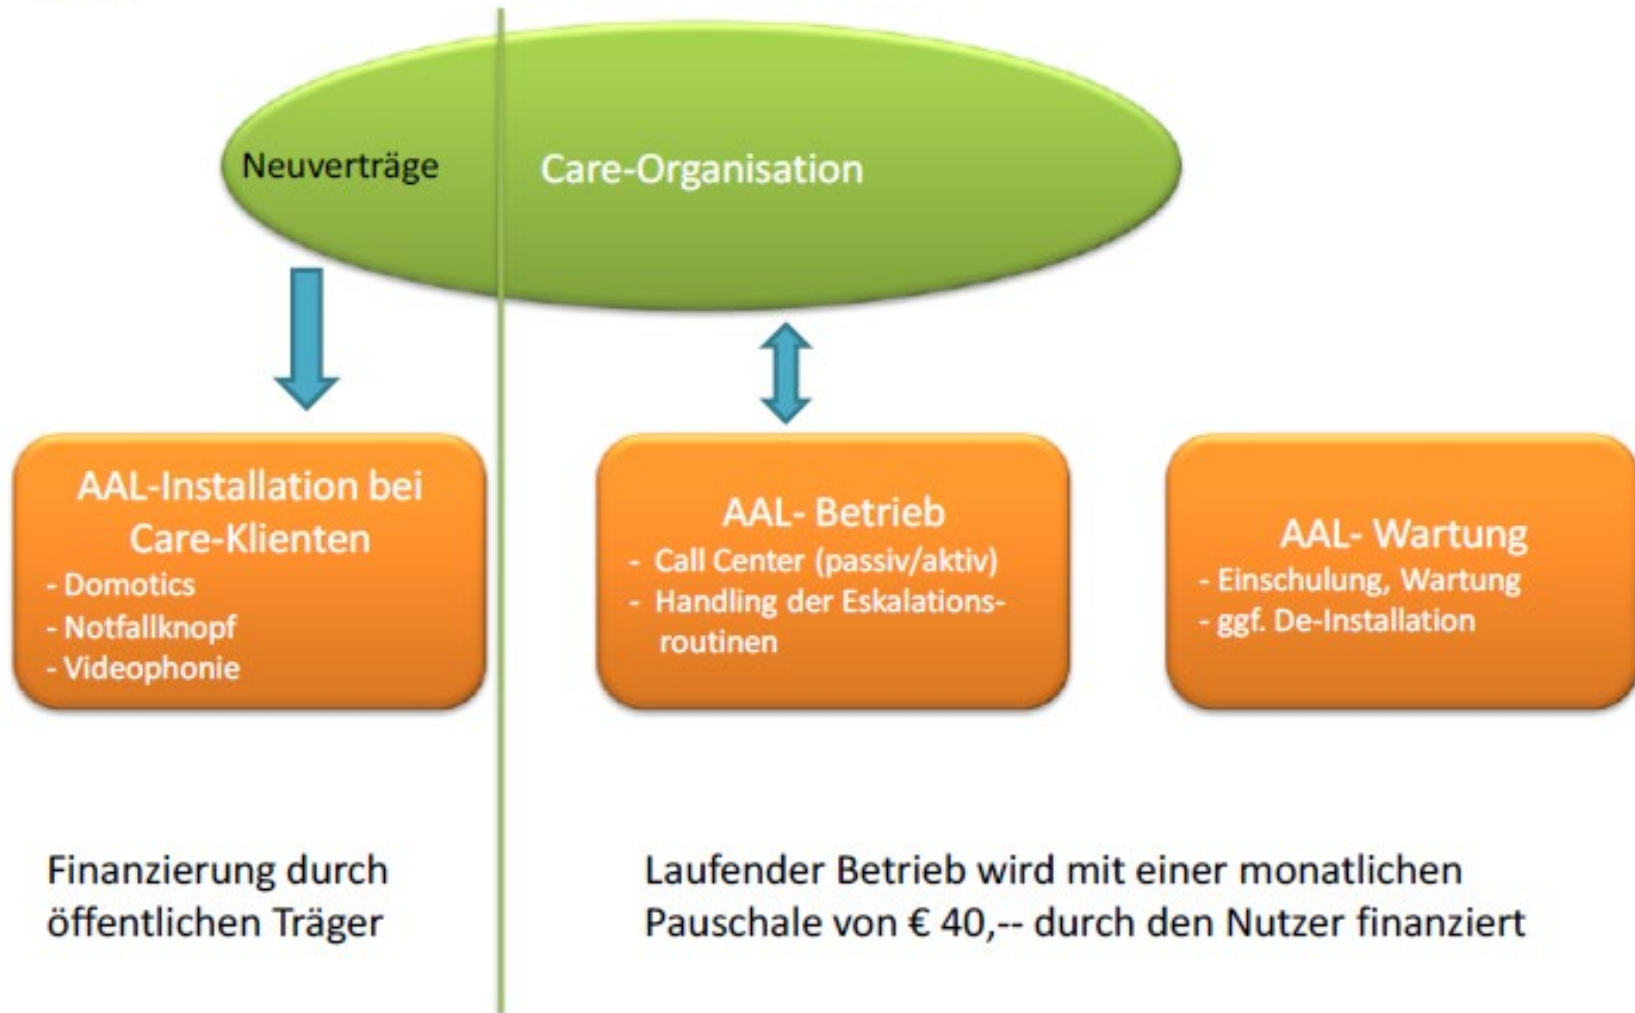 Neuverträge
Care-Organisation
AAL-Installation bei
Care-Klienten
- Domotics
- Notfallknopf
- Videophonie
AAL- Betrieb
- Call Center (passiv/aktiv)
- Handling der Eskalations-
routinen
AAL- Wartung
- Einschulung, Wartung
- ggf. De-Installation
Finanzierung durch
öffentlichen Träger
Laufender Betrieb wird mit einer monatlichen
Pauschale von € 40,-- durch den Nutzer finanziert